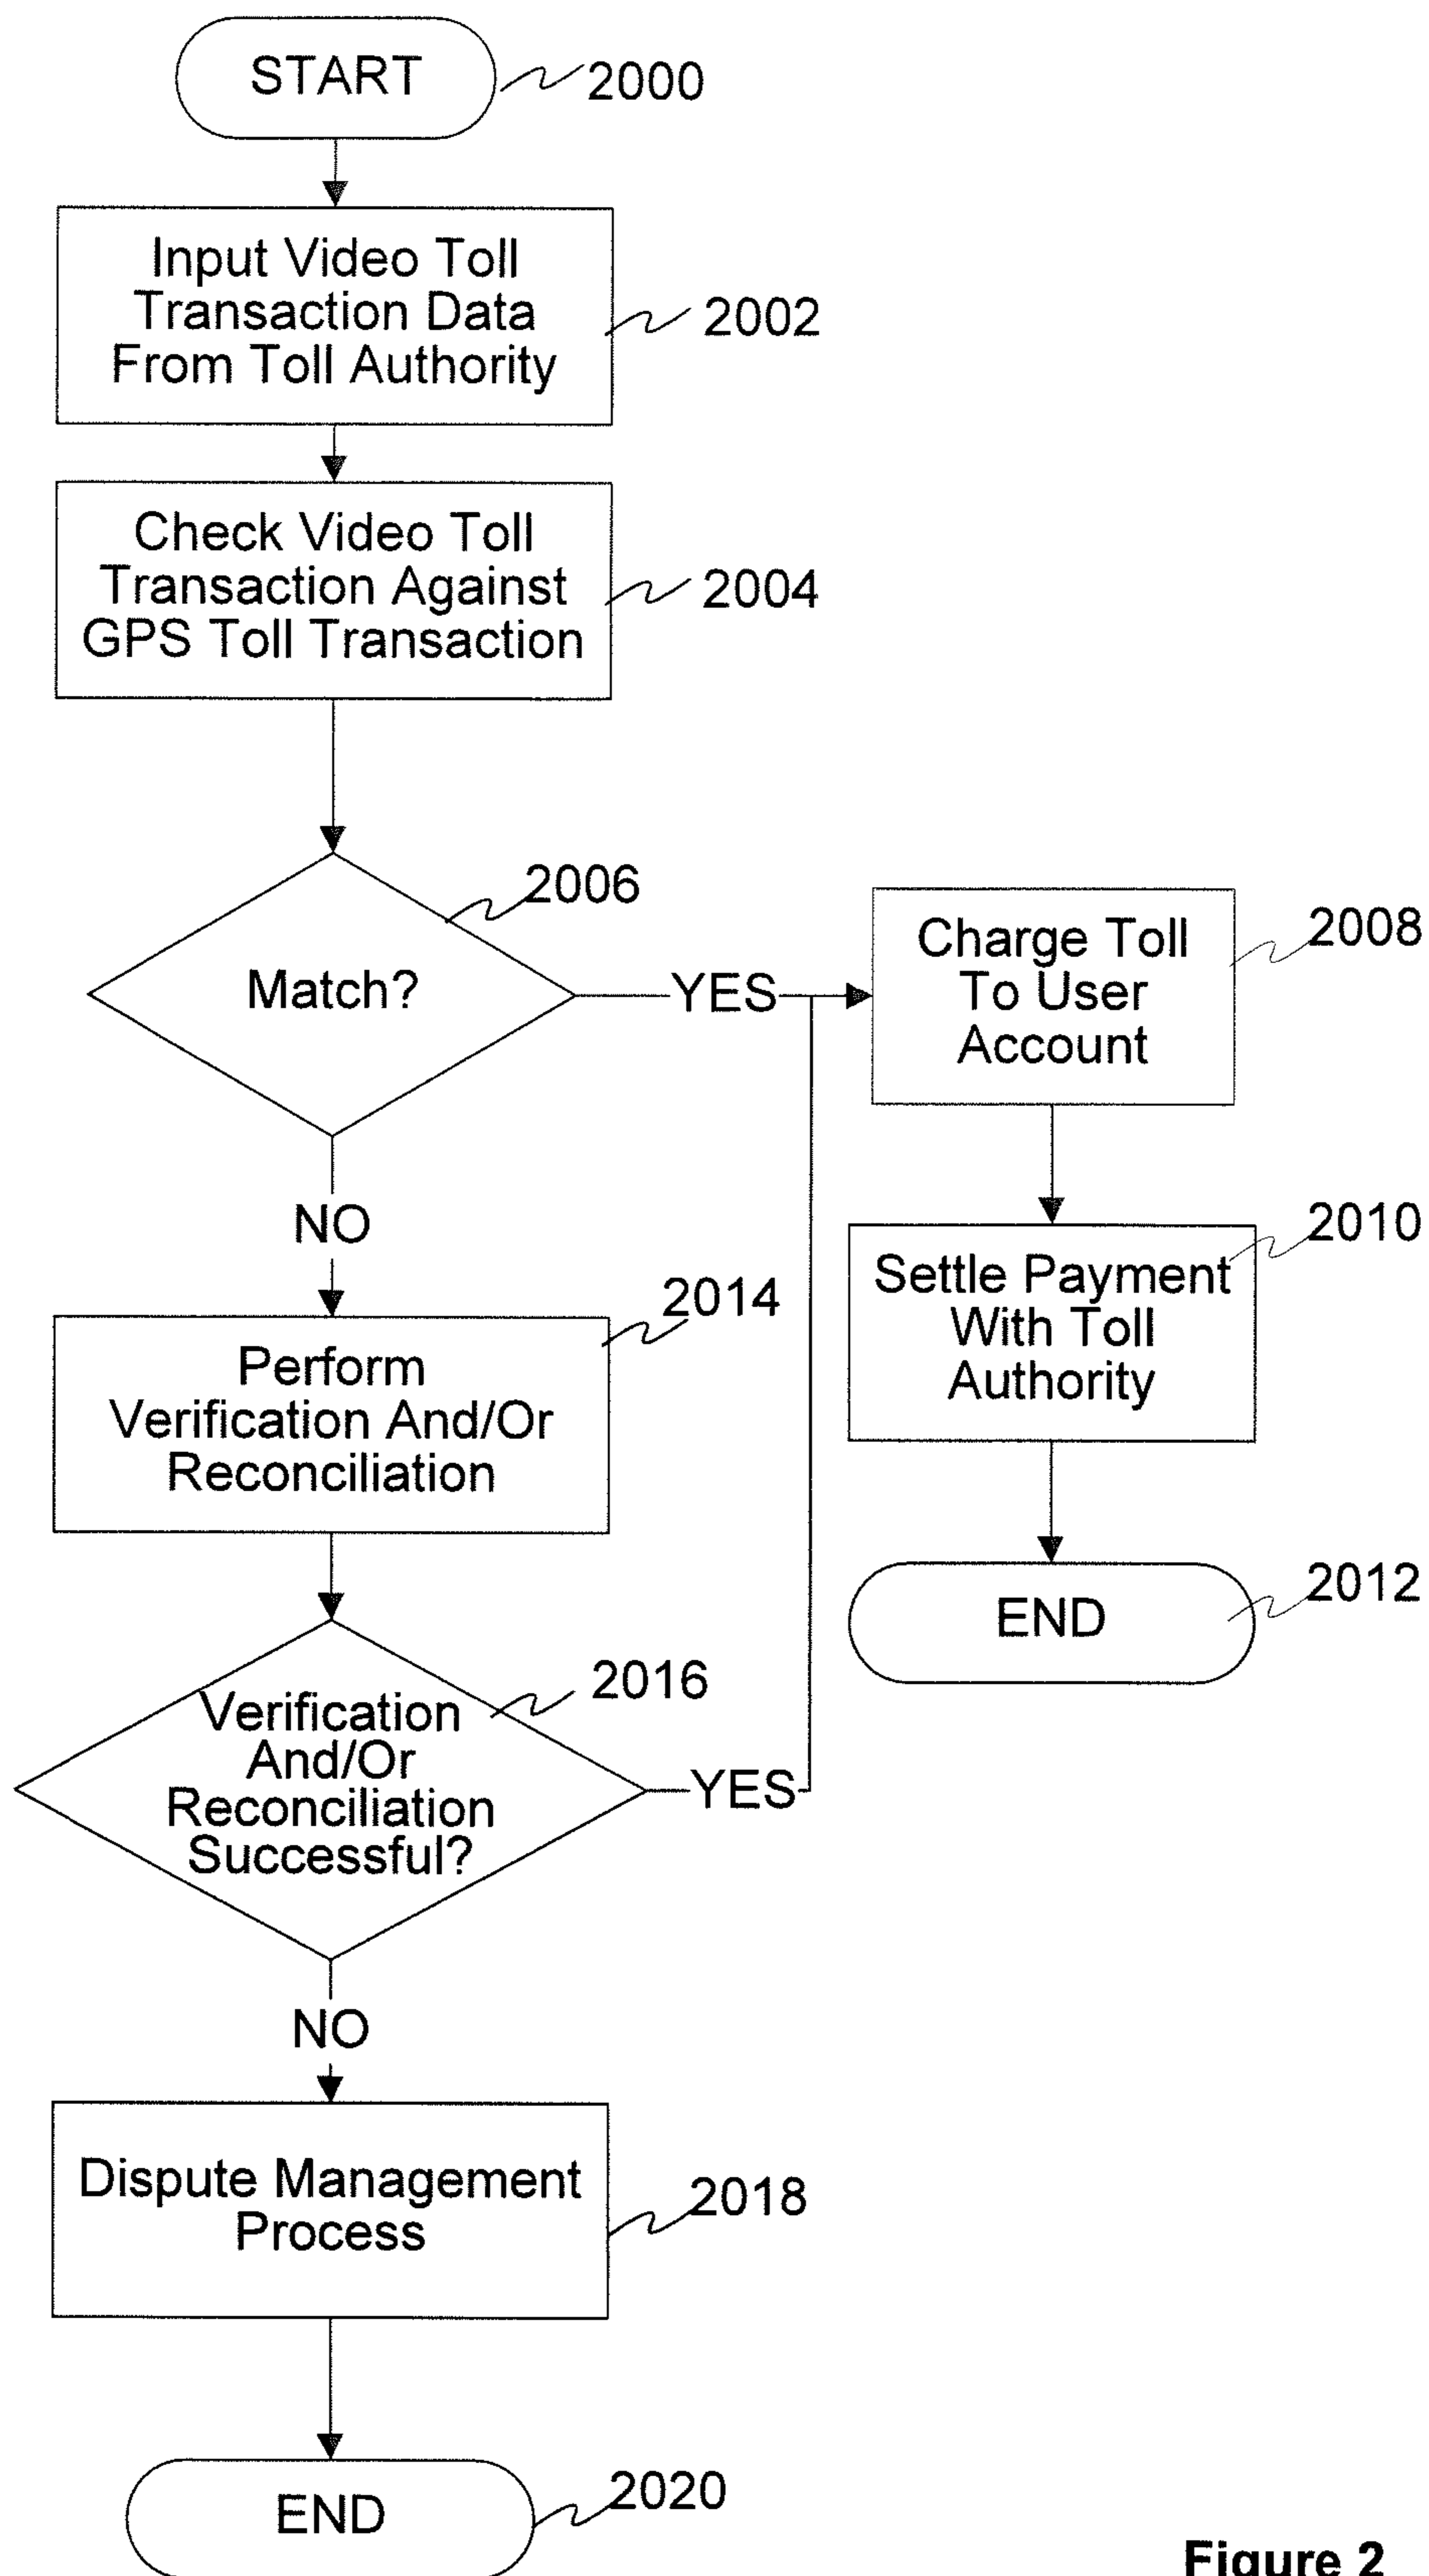 START
2000
Input Video Toll
Transaction Data
From Toll Authority
2002
Check Video Toll
Transaction Against
GPS Toll Transaction
2004
Match?
2006
YES
Charge Toll
To User
Account
2008
NO
Settle Payment
With Toll
Authority
2010
Perform
Verification And/Or
Reconciliation
2014
END
2012
Verification
And/Or
Reconciliation
Successful?
2016
YES
NO
Dispute Management
Process
2018
END
2020
Figure 2